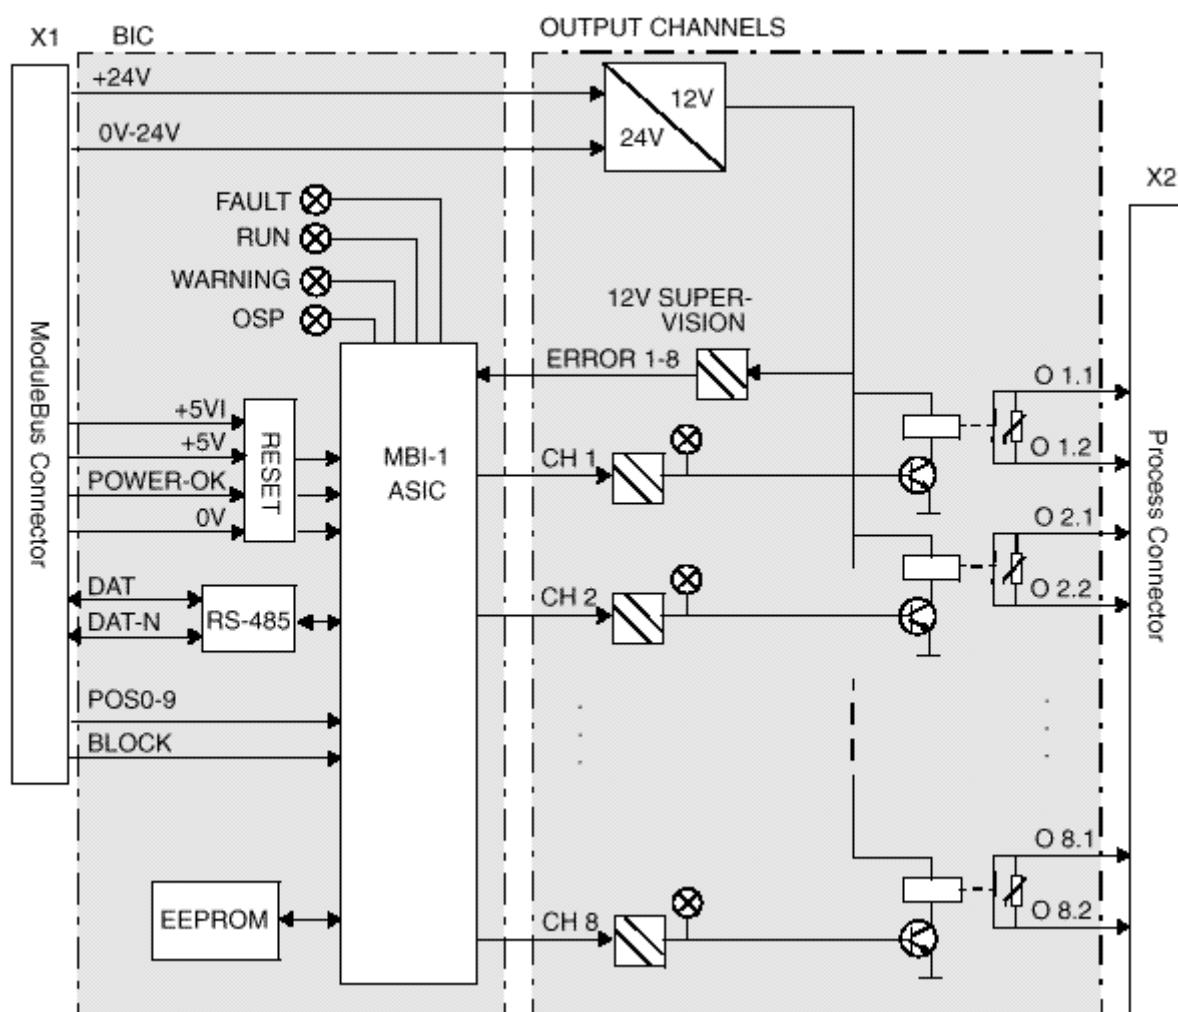 X1
BIC
OUTPUT CHANNELS
+24V
12V
0V-24V
24V
X2
FAULT
RUN
WARNING
OSP
12V SUPER-
VISION
ERROR 1-8
O 1.1
ModuleBus Connector
+5VI
+5V
POWER-OK
0V
RESET
MBI-1
ASIC
CH 1
O 1.2
Process Connector
O 2.1
DAT
DAT-N
RS-485
CH 2
O 2.2
POS0-9
BLOCK
O 8.1
EEPROM
CH 8
O 8.2